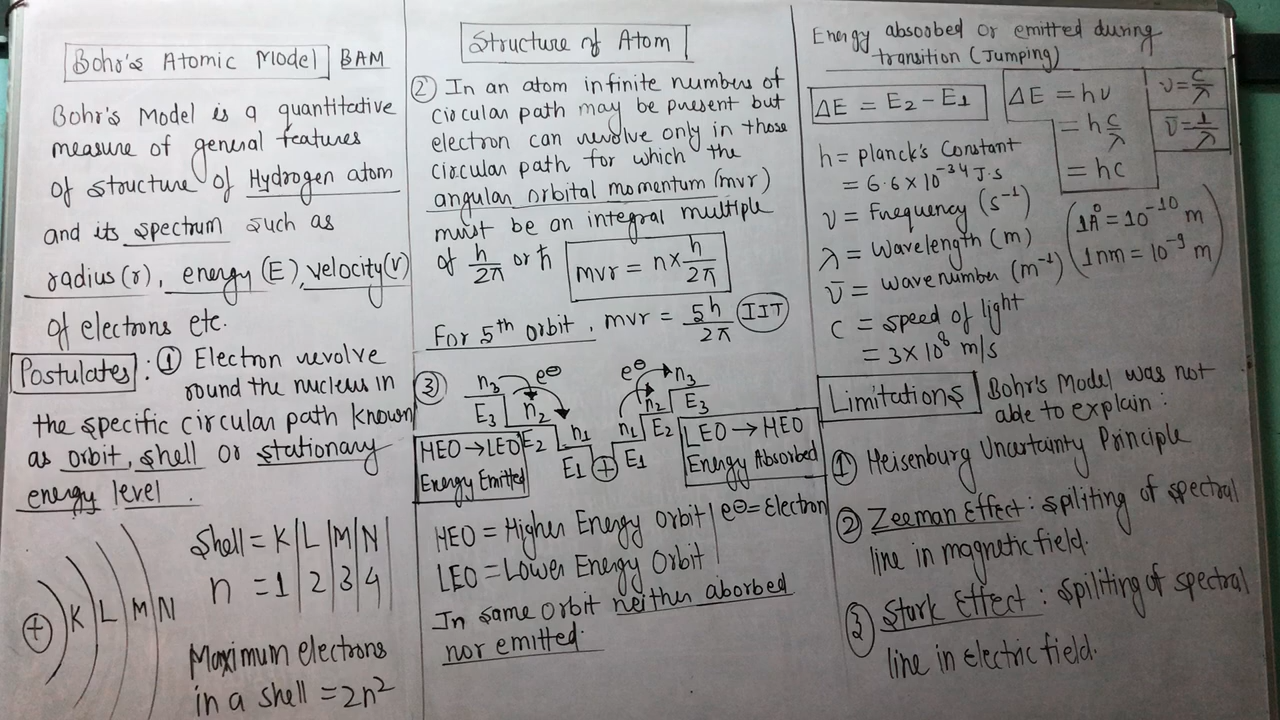 Bohr's Atomic Model BAM
Bohr's Model is a quantitative
measure of general features
of structure of Hydrogen atom
and its spectrum such as
radius(r), energy (E), velocity(V)
of electrons etc.
Postulates : ① Electron revolve
round the nucleus in
the specific circular path known
as orbit, shell or stationary
energy level.
Shell = K | L | M | N
n = 1 | 2 | 3 | 4
+ K L M N
Maximum electrons
in a shell = 2n²
Structure of Atom
② In an atom infinite numbers of
circular path may be present but
electron can revolve only in those
circular path for which the
angular orbital momentum (mvr)
must be an integral multiple
of h/2π or ħ
mvr = n × h/2π
For 5th orbit, mvr = 5h/2π IIT
③
n3 e⊖
E3 n2
E2 n1
E1 +
HEO → LEO
Energy Emitted
e⊖ n3
n2 E3
n1 E2
E1
LEO → HEO
Energy Absorbed
HEO = Higher Energy Orbit
LEO = Lower Energy Orbit
e⊖ = Electron
In same orbit neither aborbed
nor emitted.
Energy absorbed or emitted during
transition (Jumping)
ΔE = E2 – E1
ΔE = hν
= h c/λ
= hc
ν = c/λ
ν̄ = 1/λ
h = planck's Constant
= 6.6 × 10⁻³⁴ J.s
ν = Frequency (s⁻¹)
λ = Wavelength (m)
ν̄ = wavenumber (m⁻¹)
C = speed of light
= 3 × 10⁸ m/s
1Å = 10⁻¹⁰ m
1nm = 10⁻⁹ m
Limitations Bohr's Model was not
able to explain :
① Heisenburg Uncertainty Principle
② Zeeman Effect : spiliting of spectral
line in magnetic field.
③ Stark Effect : spiliting of spectral
line in electric field.